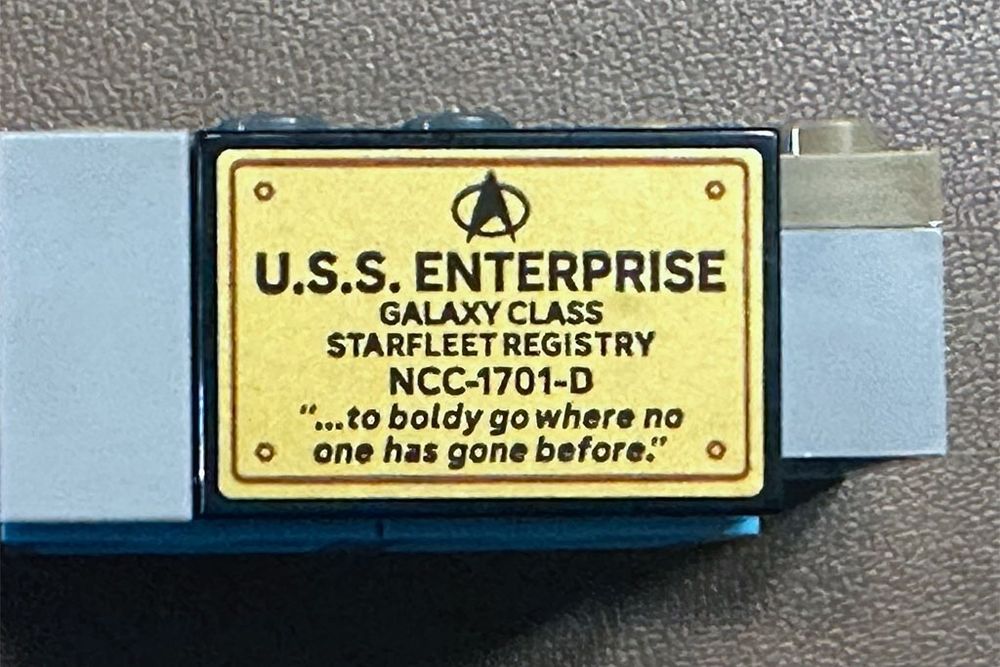 U.S.S. ENTERPRISE
GALAXY CLASS
STARFLEET REGISTRY
NCC-1701-D
"...to boldy go where no
one has gone before."